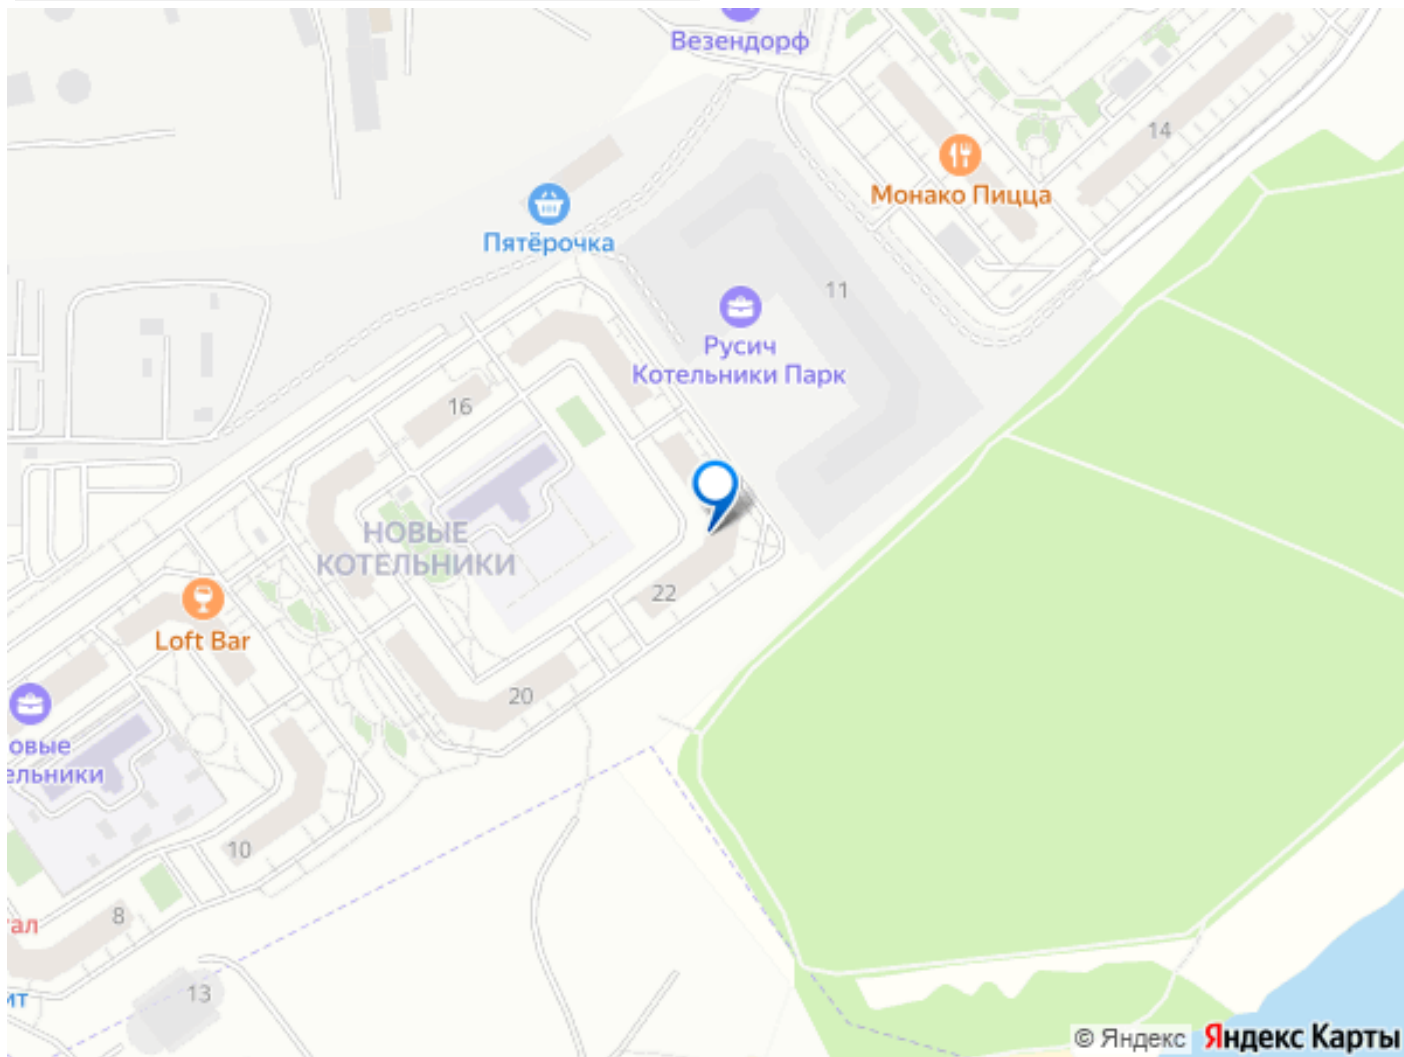 Везендорф
14
Монако Пицца
Пятёрочка
11
Русич
Котельники Парк
16
НОВЫЕ
КОТЕЛЬНИКИ
22
Loft Bar
20
овые
ельники
10
8
тал
ит
13
© Яндекс
Яндекс Карты